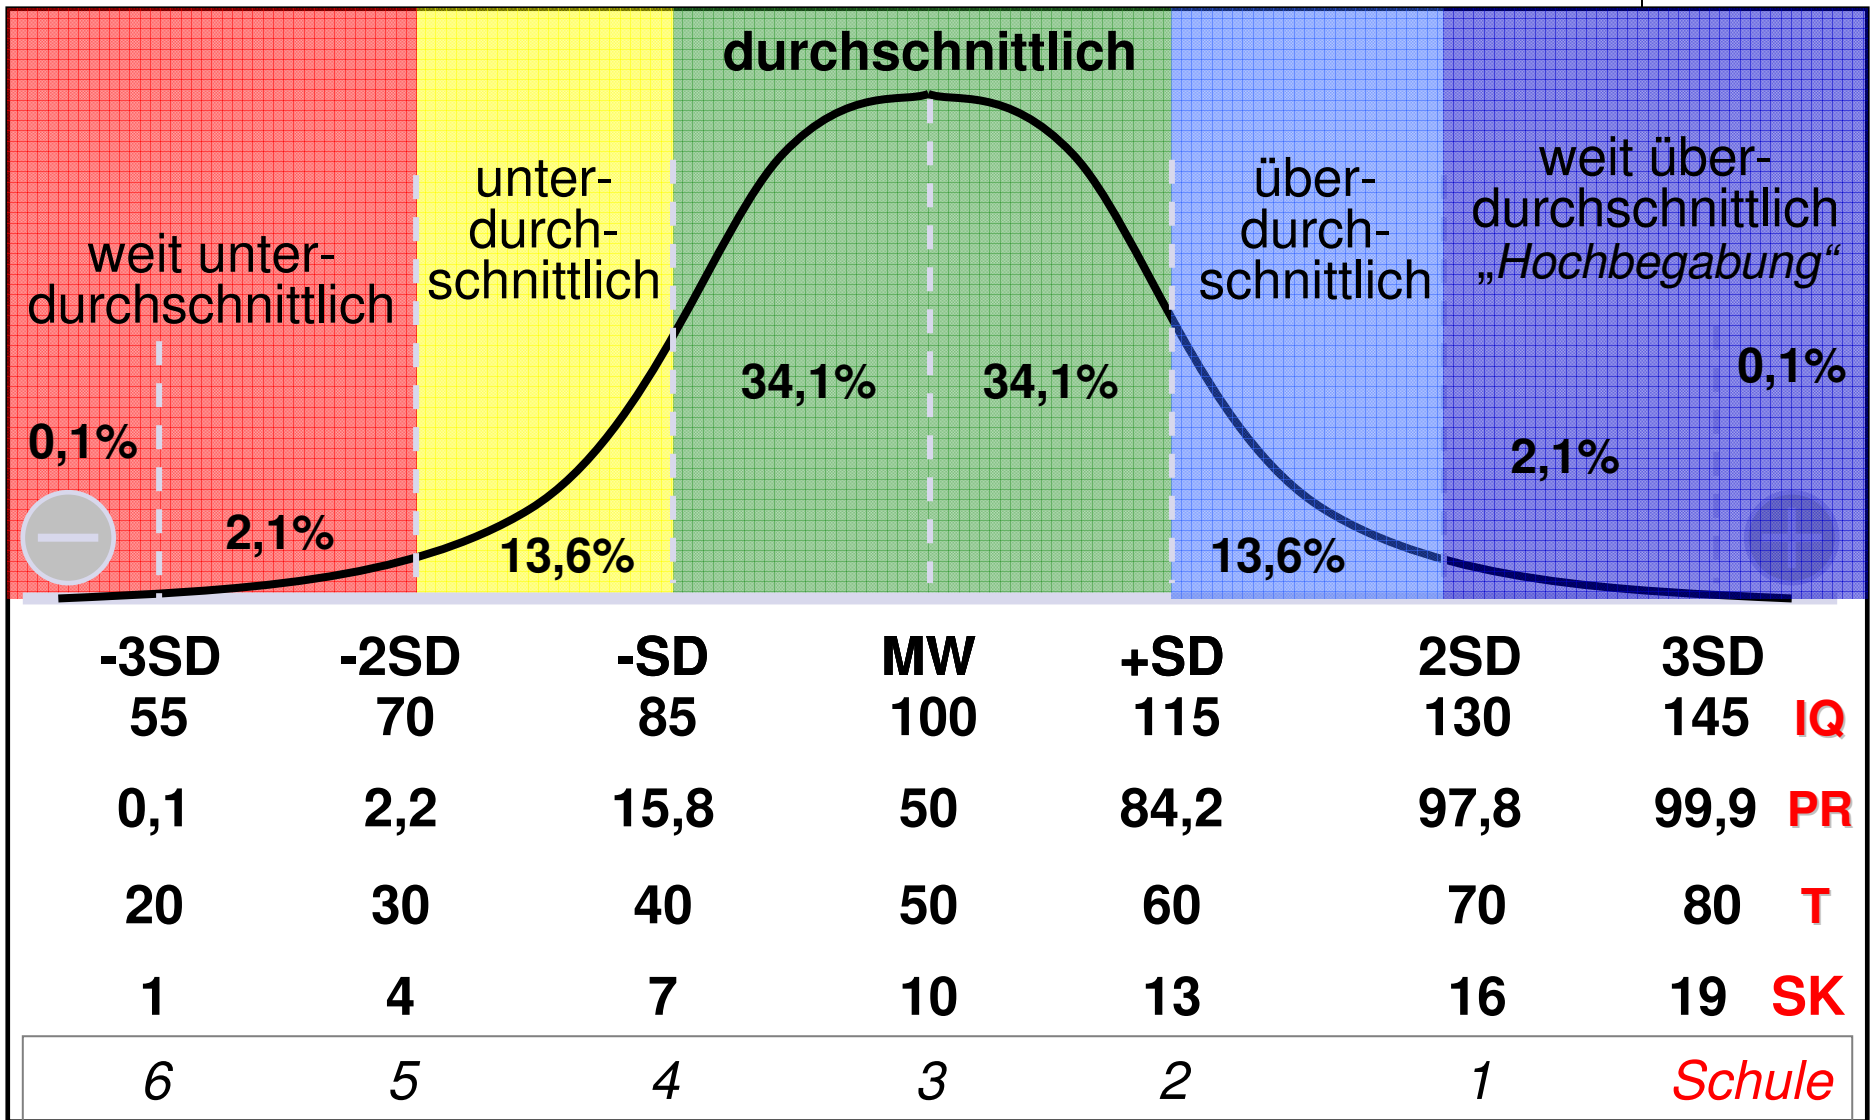 durchschnittlich
weit unter-
durchschnittlich
unter-
durch-
schnittlich
über-
durch-
schnittlich
weit über-
durchschnittlich
„Hochbegabung“
0,1%
2,1%
13,6%
34,1%
34,1%
13,6%
2,1%
0,1%
-3SD -2SD -SD MW +SD 2SD 3SD
55 70 85 100 115 130 145 IQ
0,1 2,2 15,8 50 84,2 97,8 99,9 PR
20 30 40 50 60 70 80 T
1 4 7 10 13 16 19 SK
6 5 4 3 2 1 Schule